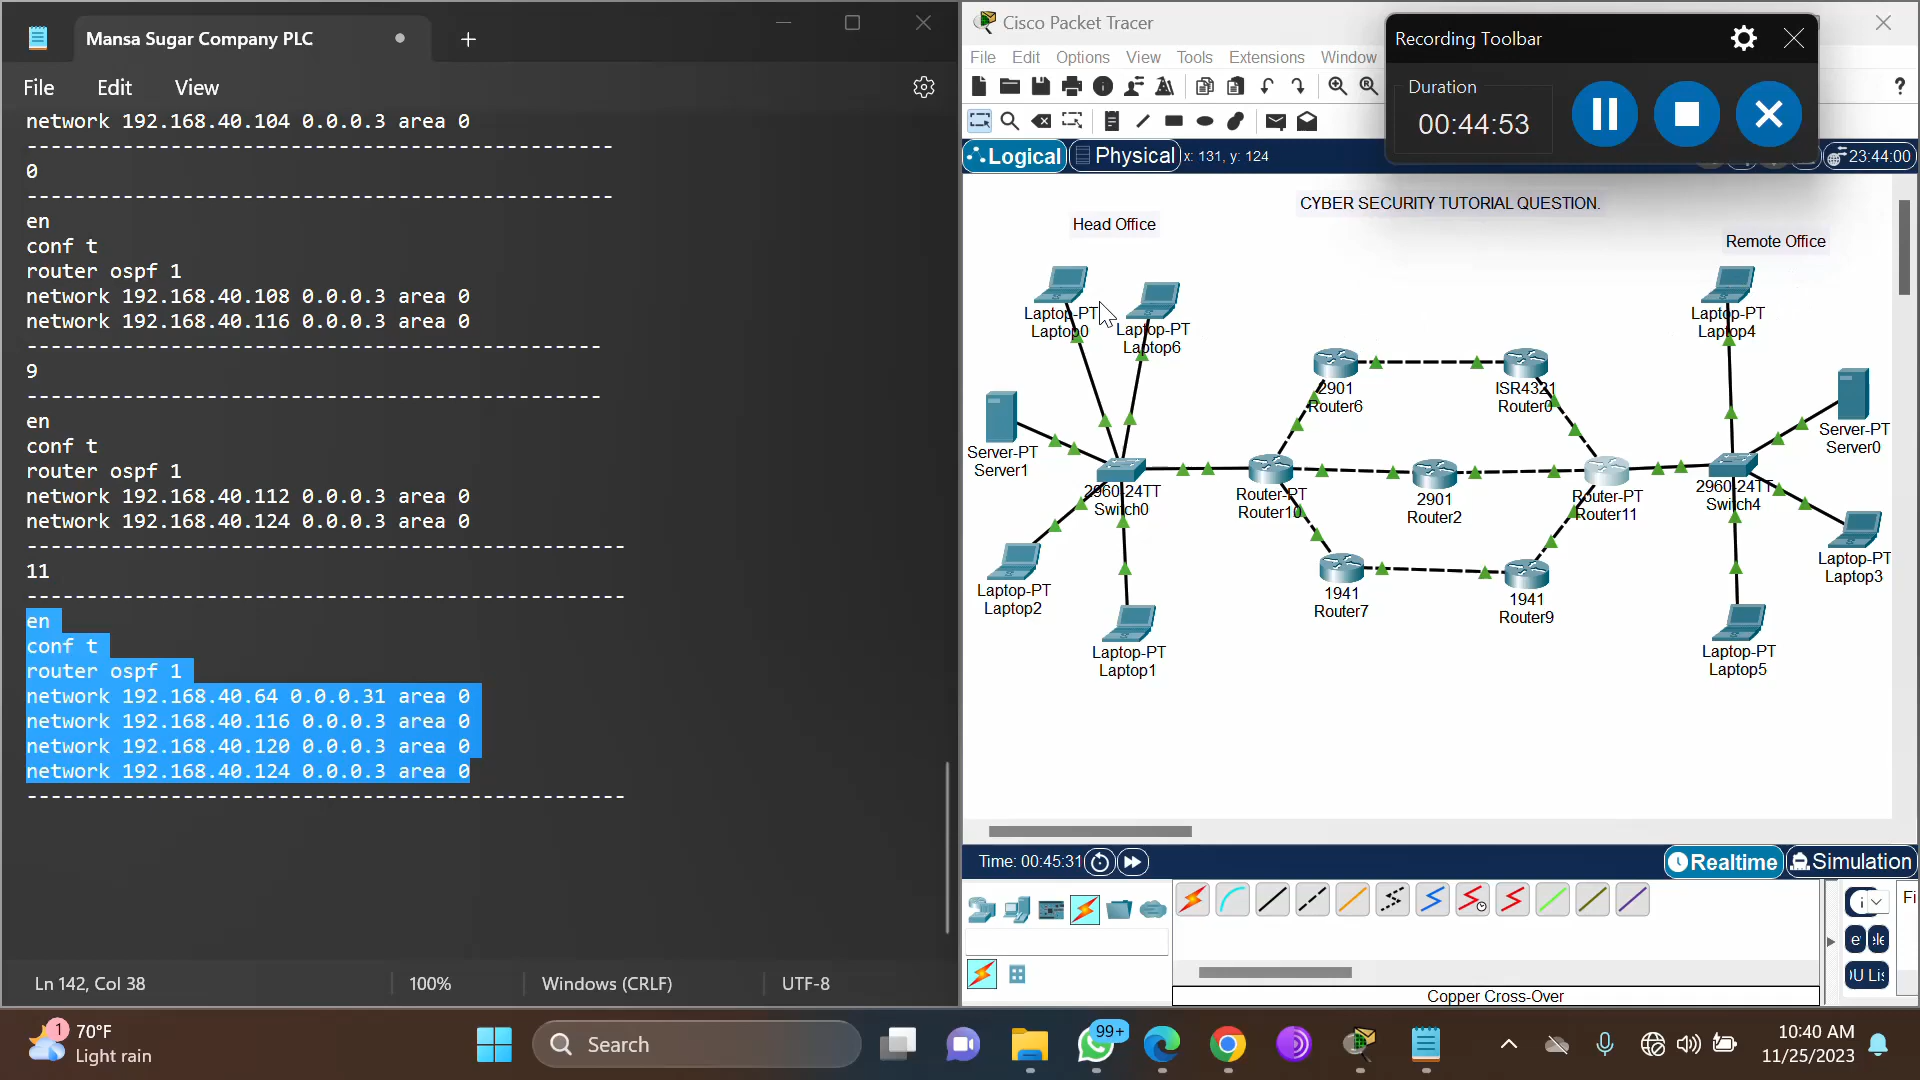 Mansa Sugar Company PLC
File Edit View
network 192.168.40.104 0.0.0.3 area 0
-------------------------------------------------
0
-------------------------------------------------
en
conf t
router ospf 1
network 192.168.40.108 0.0.0.3 area 0
network 192.168.40.116 0.0.0.3 area 0
------------------------------------------------
9
------------------------------------------------
en
conf t
router ospf 1
network 192.168.40.112 0.0.0.3 area 0
network 192.168.40.124 0.0.0.3 area 0
--------------------------------------------------
11
--------------------------------------------------
en
conf t
router ospf 1
network 192.168.40.64 0.0.0.31 area 0
network 192.168.40.116 0.0.0.3 area 0
network 192.168.40.120 0.0.0.3 area 0
network 192.168.40.124 0.0.0.3 area 0
--------------------------------------------------
Ln 142, Col 38 100% Windows (CRLF) UTF-8
Cisco Packet Tracer
File Edit Options View Tools Extensions Window
Recording Toolbar
Duration
00:44:53
Logical Physical x: 131, y: 124
23:44:00
CYBER SECURITY TUTORIAL QUESTION.
Head Office
Remote Office
Laptop-PT
Laptop0
Laptop-PT
Laptop6
Laptop-PT
Laptop4
2901
Router6
ISR4321
Router0
Server-PT
Server1
Server-PT
Server0
2960-24TT
Switch0
Router-PT
Router10
2901
Router2
Router-PT
Router11
2960-24TT
Switch4
Laptop-PT
Laptop2
Laptop-PT
Laptop3
1941
Router7
1941
Router9
Laptop-PT
Laptop1
Laptop-PT
Laptop5
Time: 00:45:31
Realtime Simulation
Fi
Copper Cross-Over
1
70°F
Light rain
Search
99+
10:40 AM
11/25/2023